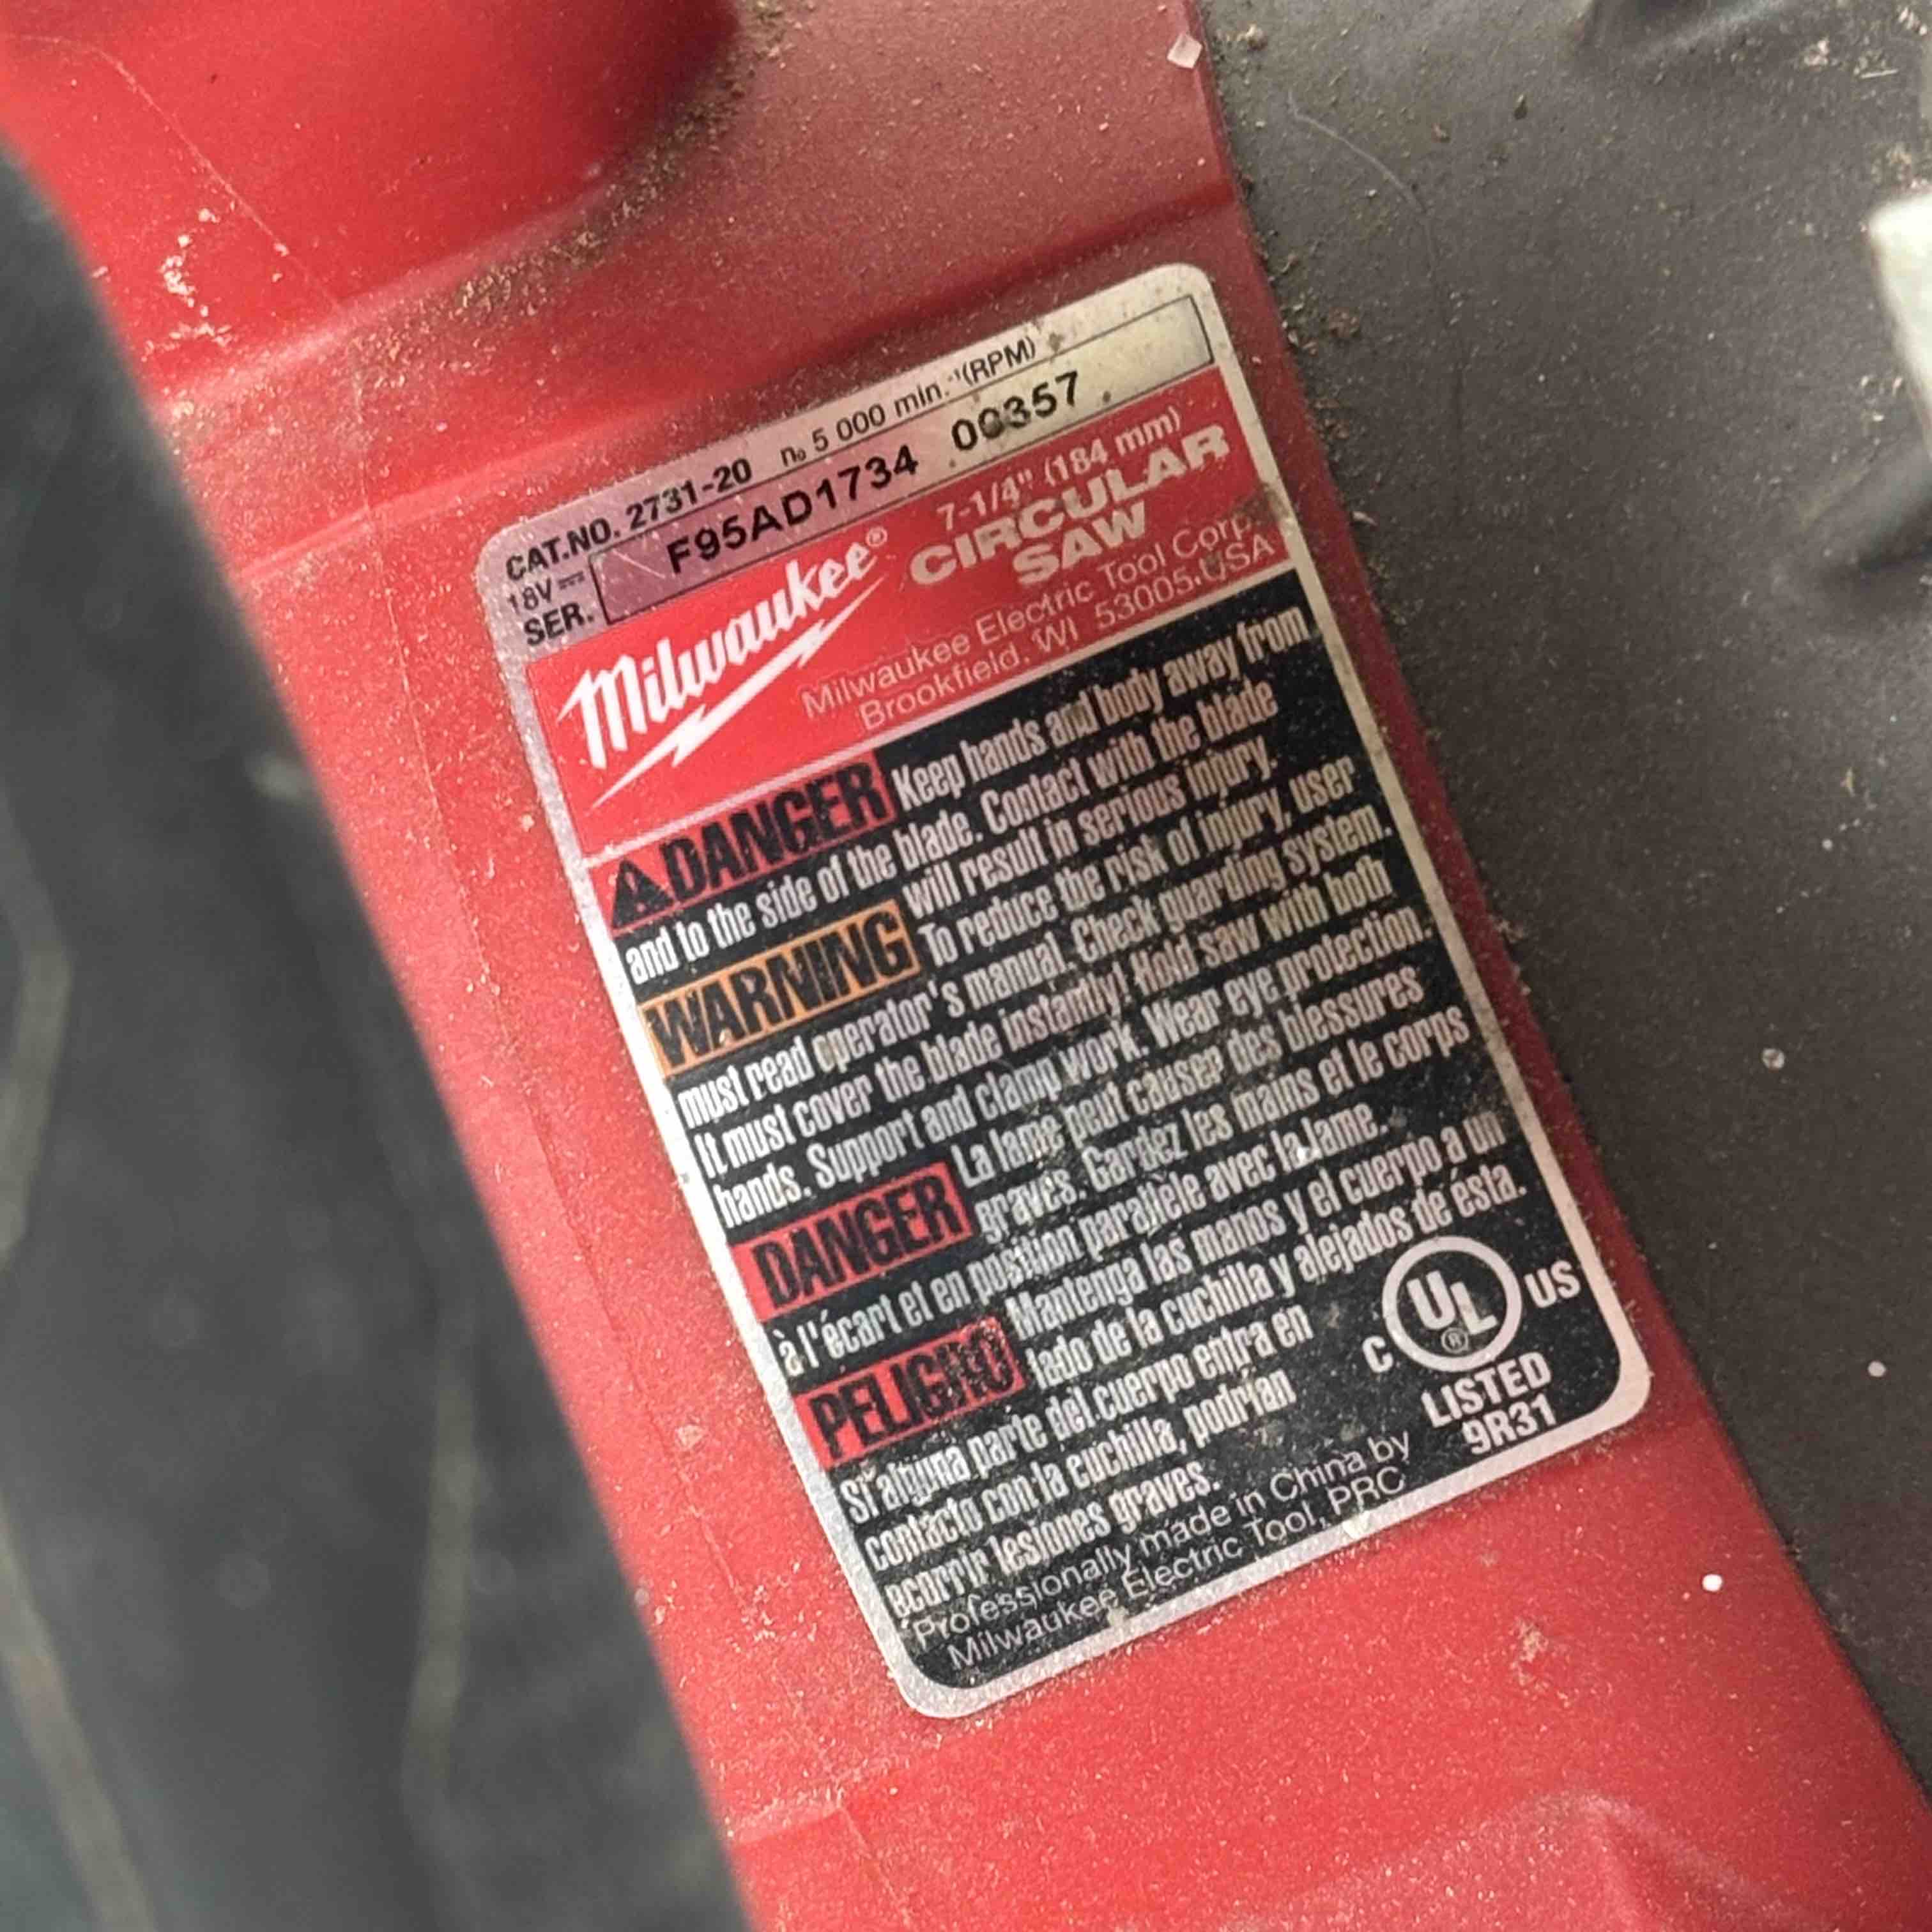 CAT.NO. 2731-20 n₀ 5 000 min.⁻¹(RPM)
18V⎓
SER. F95AD1734 00357
Milwaukee®
7-1/4" (184 mm)
CIRCULAR
SAW
Milwaukee Electric Tool Corp.
Brookfield, WI 53005 USA
DANGER Keep hands and body away from
and to the side of the blade. Contact with the blade
will result in serious injury.
WARNING To reduce the risk of injury, user
must read operator's manual. Check guarding system.
It must cover the blade instantly! Hold saw with both
hands. Support and clamp work. Wear eye protection.
DANGER La lame peut causer des blessures
graves. Gardez les mains et le corps
à l'écart et en position parallèle avec la lame.
PELIGRO Mantenga las manos y el cuerpo a un
lado de la cuchilla y alejados de ésta.
Si alguna parte del cuerpo entra en
contacto con la cuchilla, podrían
ocurrir lesiones graves.
C UL® US
LISTED
9R31
Professionally made in China by
Milwaukee Electric Tool, PRC